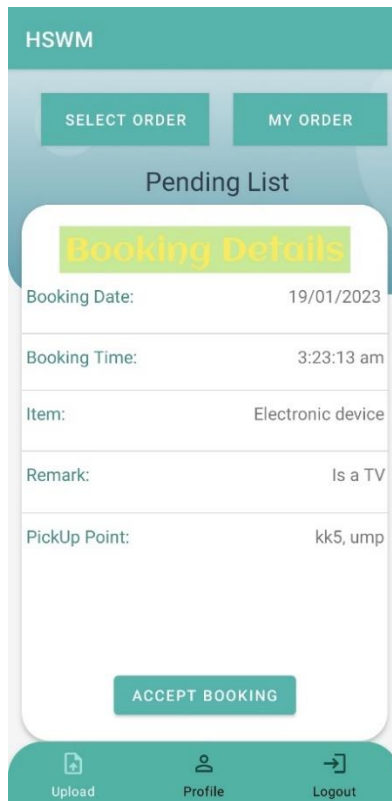 HSWM
SELECT ORDER MY ORDER
Pending List
Booking Details
Booking Date: 19/01/2023
Booking Time: 3:23:13 am
Item: Electronic device
Remark: Is a TV
PickUp Point: kk5, ump
ACCEPT BOOKING
Upload Profile Logout